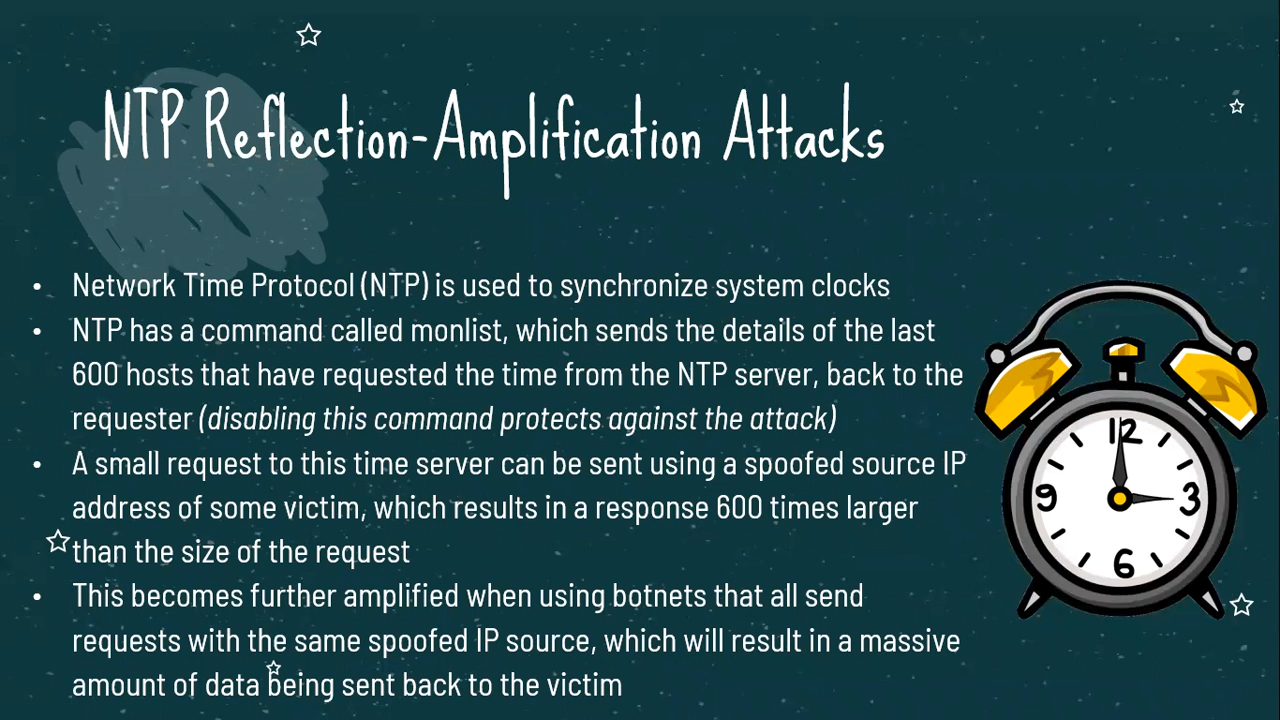 NTP Reflection-Amplification Attacks
• Network Time Protocol (NTP) is used to synchronize system clocks
• NTP has a command called monlist, which sends the details of the last
600 hosts that have requested the time from the NTP server, back to the
requester (disabling this command protects against the attack)
• A small request to this time server can be sent using a spoofed source IP
address of some victim, which results in a response 600 times larger
than the size of the request
• This becomes further amplified when using botnets that all send
requests with the same spoofed IP source, which will result in a massive
amount of data being sent back to the victim
12
9
3
6